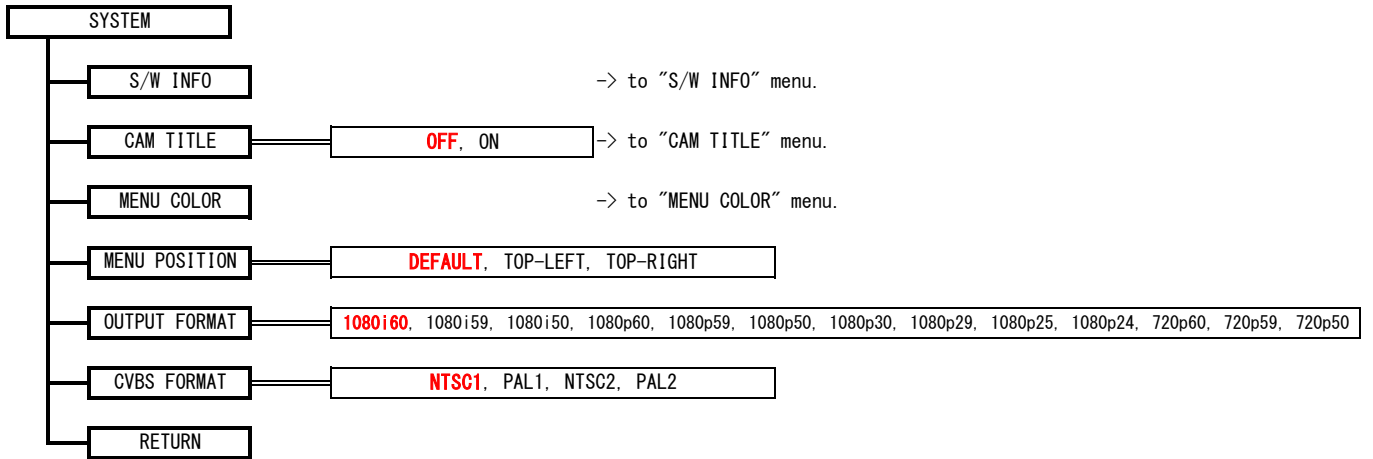 SYSTEM
S/W INFO -> to "S/W INFO" menu.
CAM TITLE OFF, ON -> to "CAM TITLE" menu.
MENU COLOR -> to "MENU COLOR" menu.
MENU POSITION DEFAULT, TOP-LEFT, TOP-RIGHT
OUTPUT FORMAT 1080i60, 1080i59, 1080i50, 1080p60, 1080p59, 1080p50, 1080p30, 1080p29, 1080p25, 1080p24, 720p60, 720p59, 720p50
CVBS FORMAT NTSC1, PAL1, NTSC2, PAL2
RETURN